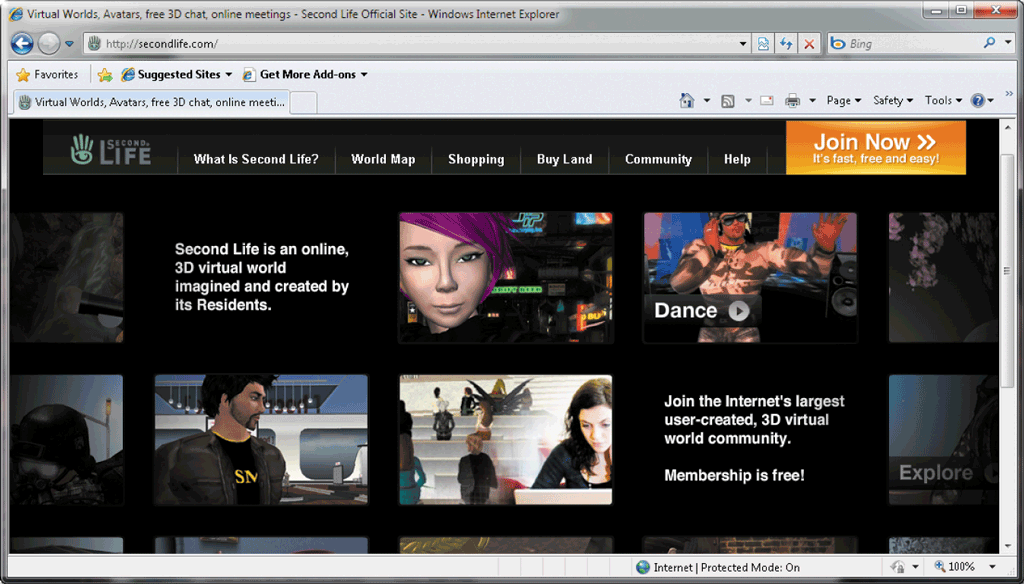 Virtual Worlds, Avatars, free 3D chat, online meetings - Second Life Official Site - Windows Internet Explorer
http://secondlife.com/
Bing
Favorites
Suggested Sites
Get More Add-ons
Virtual Worlds, Avatars, free 3D chat, online meeti...
Page
Safety
Tools
SECOND
LIFE
What Is Second Life?
World Map
Shopping
Buy Land
Community
Help
Join Now
It's fast, free and easy!
Second Life is an online,
3D virtual world
imagined and created by
its Residents.
Dance
SN
Join the Internet's largest
user-created, 3D virtual
world community.
Membership is free!
Explore
Internet | Protected Mode: On
100%